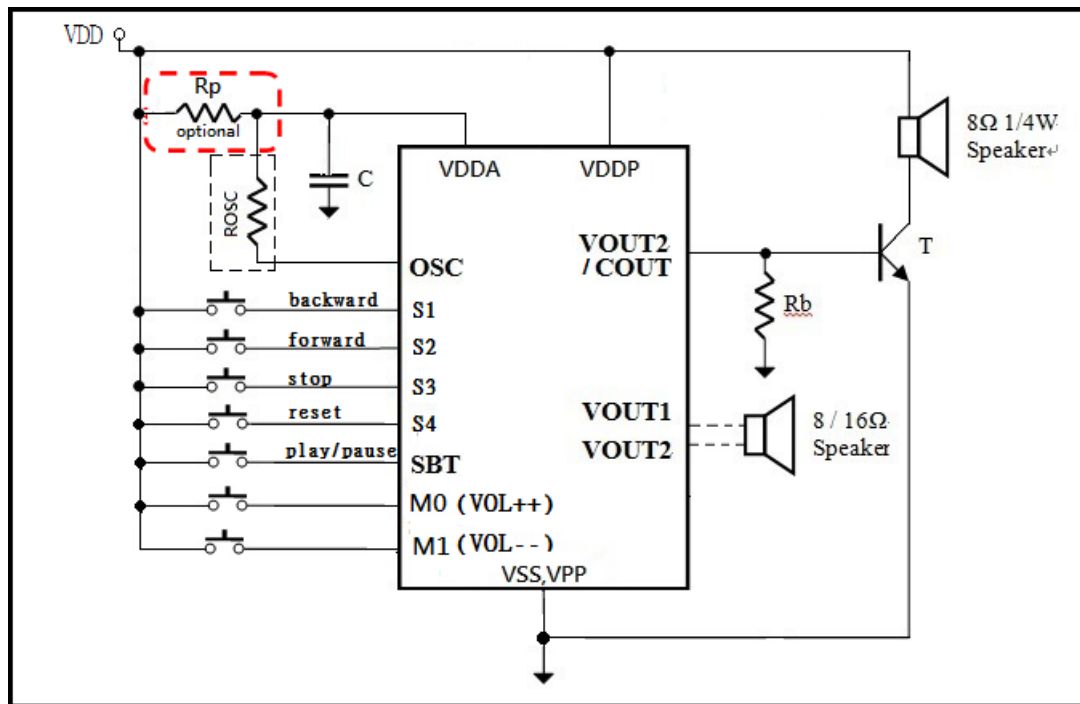 VDD
Rp
optional
ROSC
C
VDDA
VDDP
8Ω 1/4W
Speaker↵
OSC
VOUT2
/ COUT
T
backward
S1
Rb
forward
S2
stop
S3
reset
S4
VOUT1
8 / 16Ω
play/pause
SBT
VOUT2
Speaker
M0 (VOL++)
M1 (VOL--)
VSS,VPP